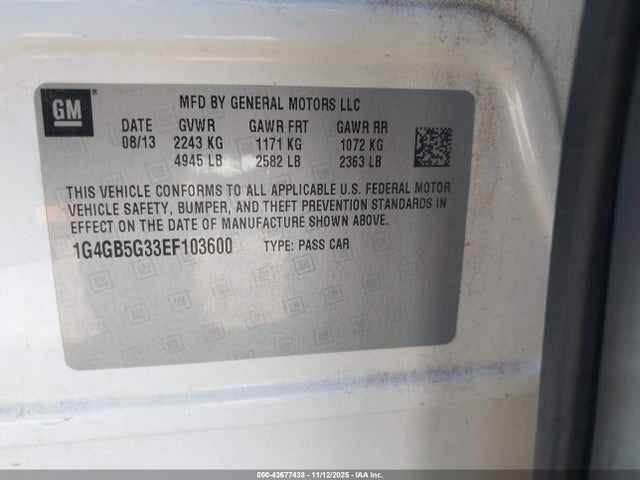 GM ®
MFD BY GENERAL MOTORS LLC
DATE GVWR GAWR FRT GAWR RR
08/13 2243 KG 1171 KG 1072 KG
4945 LB 2582 LB 2363 LB
THIS VEHICLE CONFORMS TO ALL APPLICABLE U.S. FEDERAL MOTOR
VEHICLE SAFETY, BUMPER, AND THEFT PREVENTION STANDARDS IN
EFFECT ON THE DATE OF MANUFACTURE SHOWN ABOVE.
1G4GB5G33EF103600 TYPE: PASS CAR
000-43677438 - 11/12/2025 - IAA Inc.